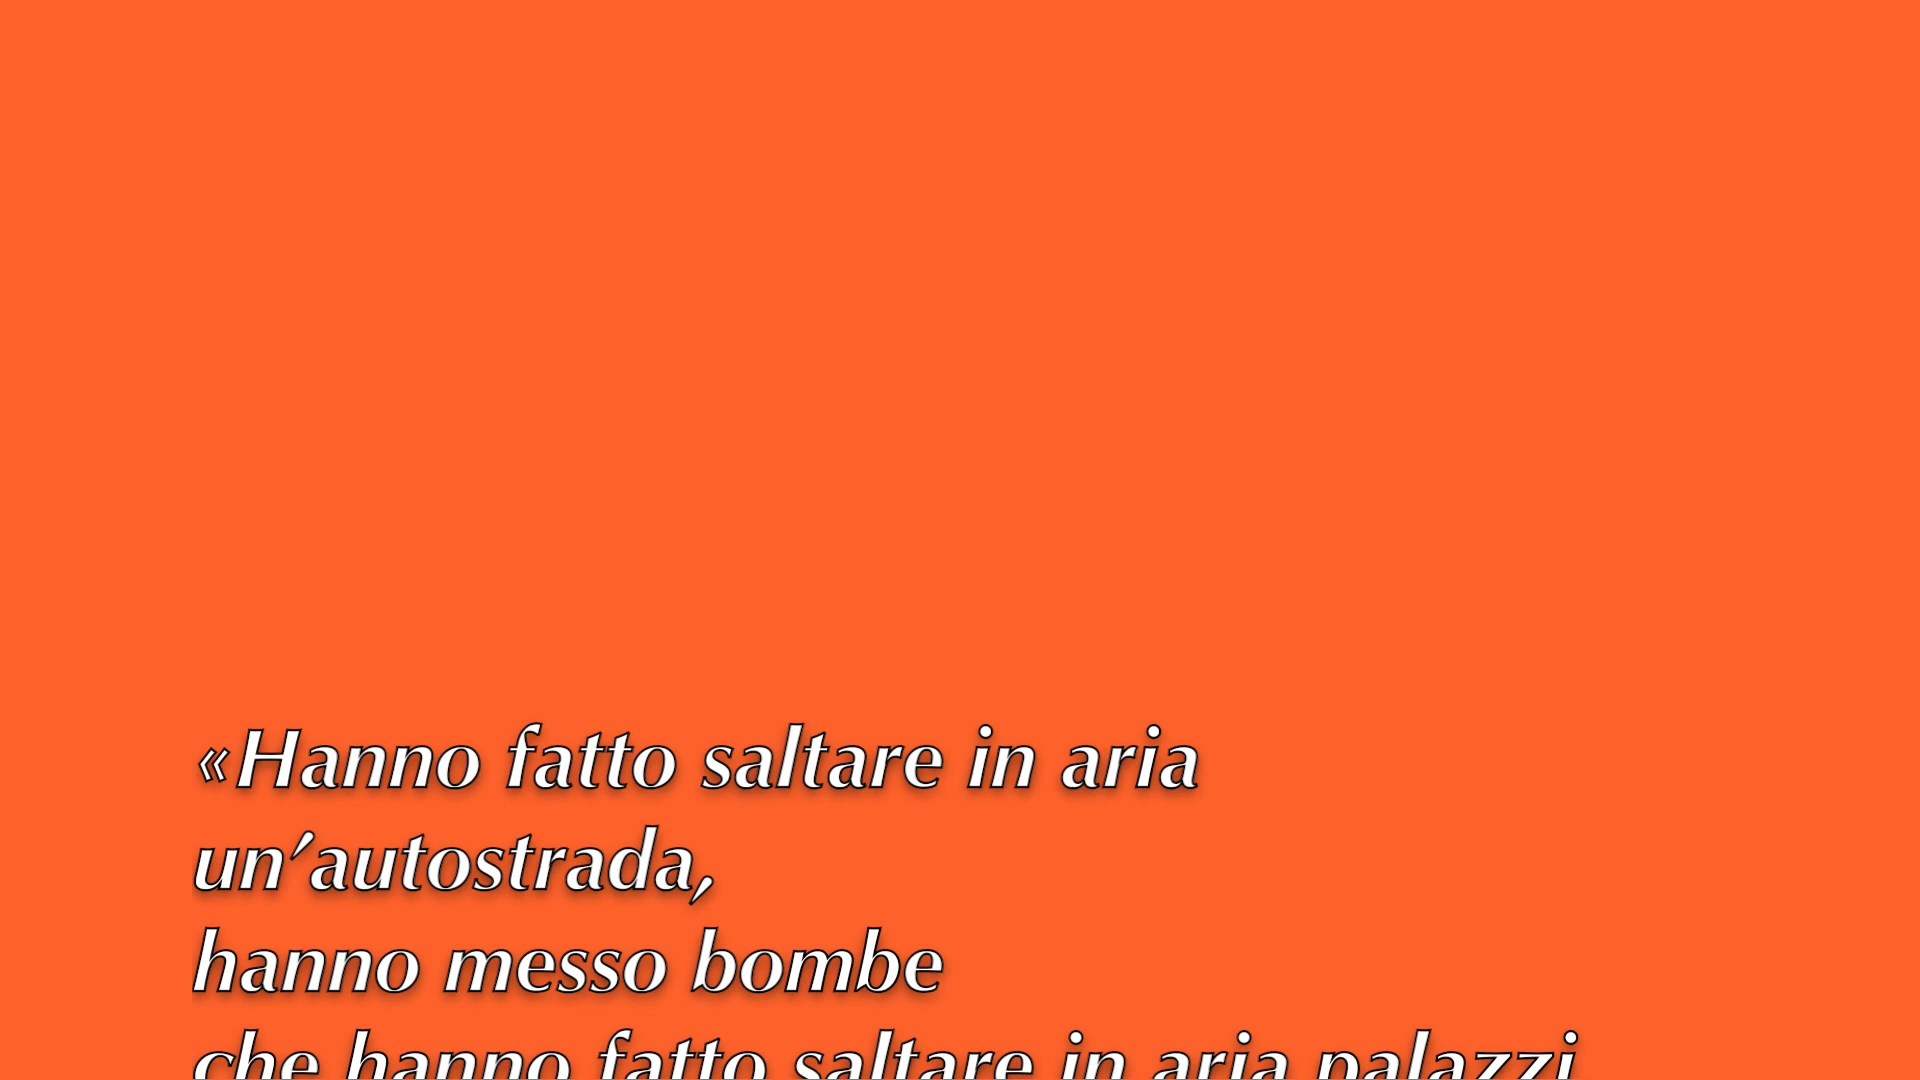 «Hanno fatto saltare in aria
un’autostrada,
hanno messo bombe
che hanno fatto saltare in aria palazzi